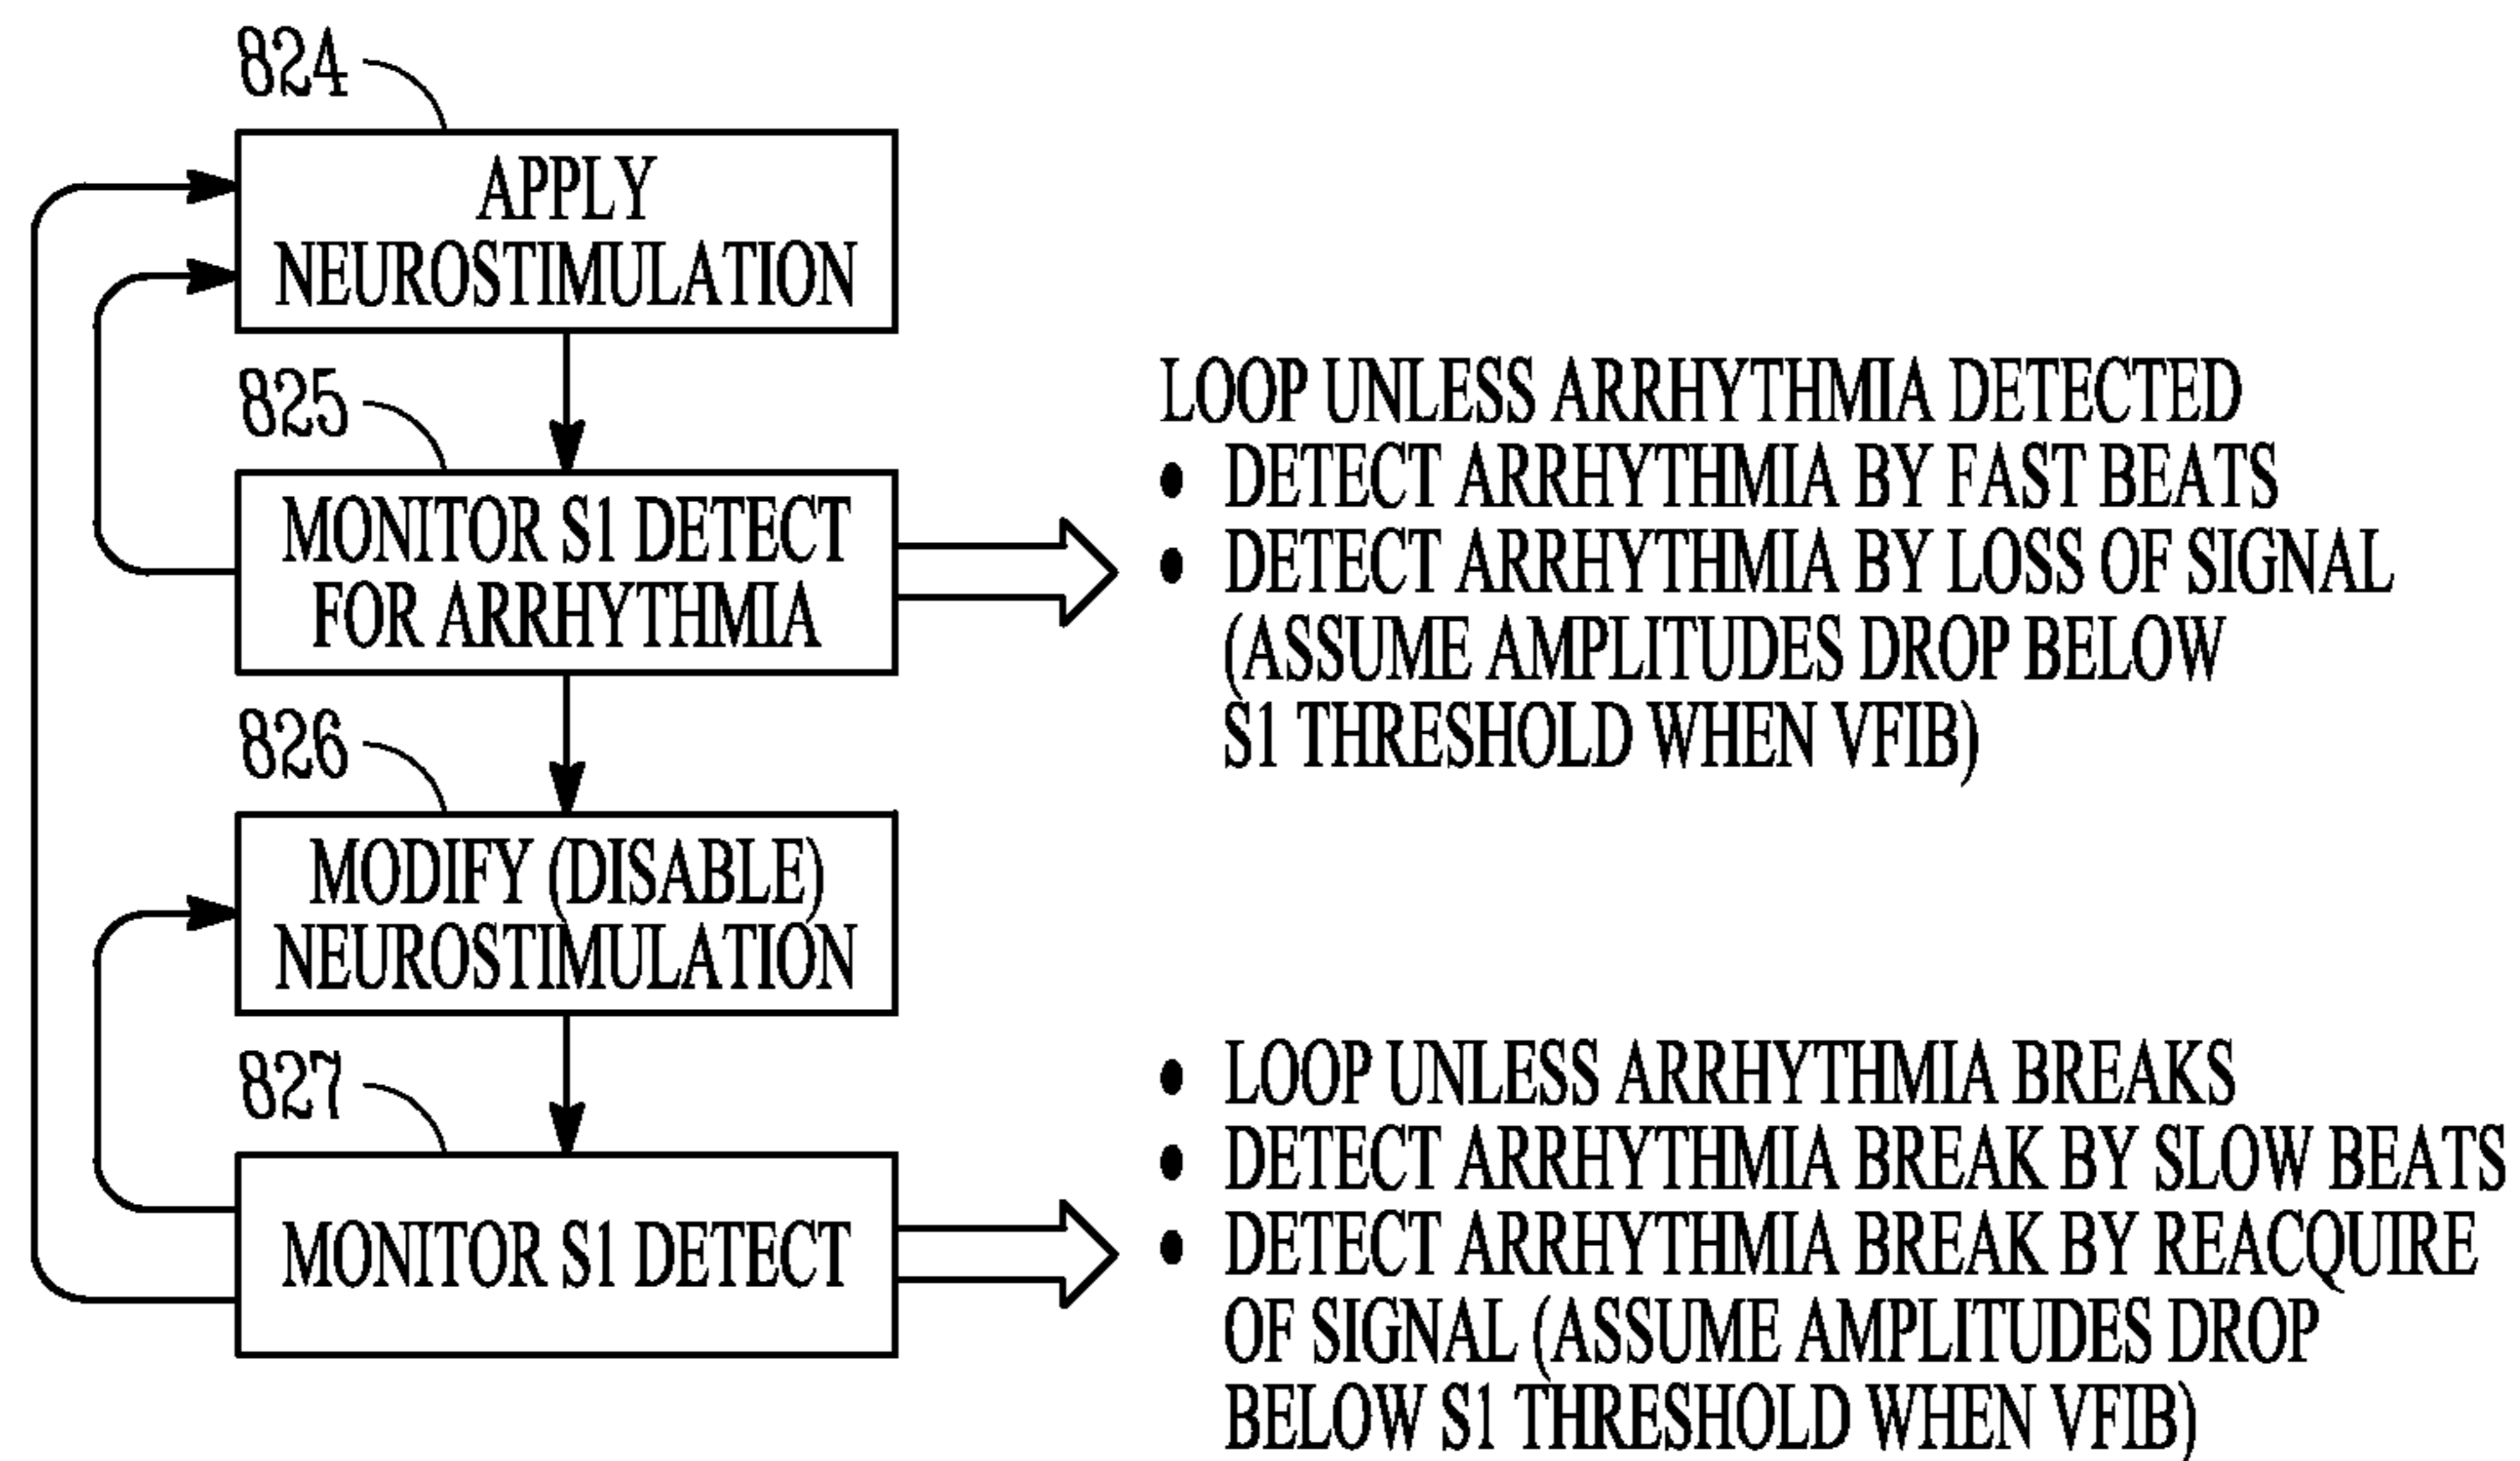 824
APPLY
NEUROSTIMULATION
825
MONITOR S1 DETECT
FOR ARRHYTHMIA
LOOP UNLESS ARRHYTHMIA DETECTED
• DETECT ARRHYTHMIA BY FAST BEATS
• DETECT ARRHYTHMIA BY LOSS OF SIGNAL
(ASSUME AMPLITUDES DROP BELOW
S1 THRESHOLD WHEN VFIB)
826
MODIFY (DISABLE)
NEUROSTIMULATION
827
MONITOR S1 DETECT
• LOOP UNLESS ARRHYTHMIA BREAKS
• DETECT ARRHYTHMIA BREAK BY SLOW BEATS
• DETECT ARRHYTHMIA BREAK BY REACQUIRE
OF SIGNAL (ASSUME AMPLITUDES DROP
BELOW S1 THRESHOLD WHEN VFIB)